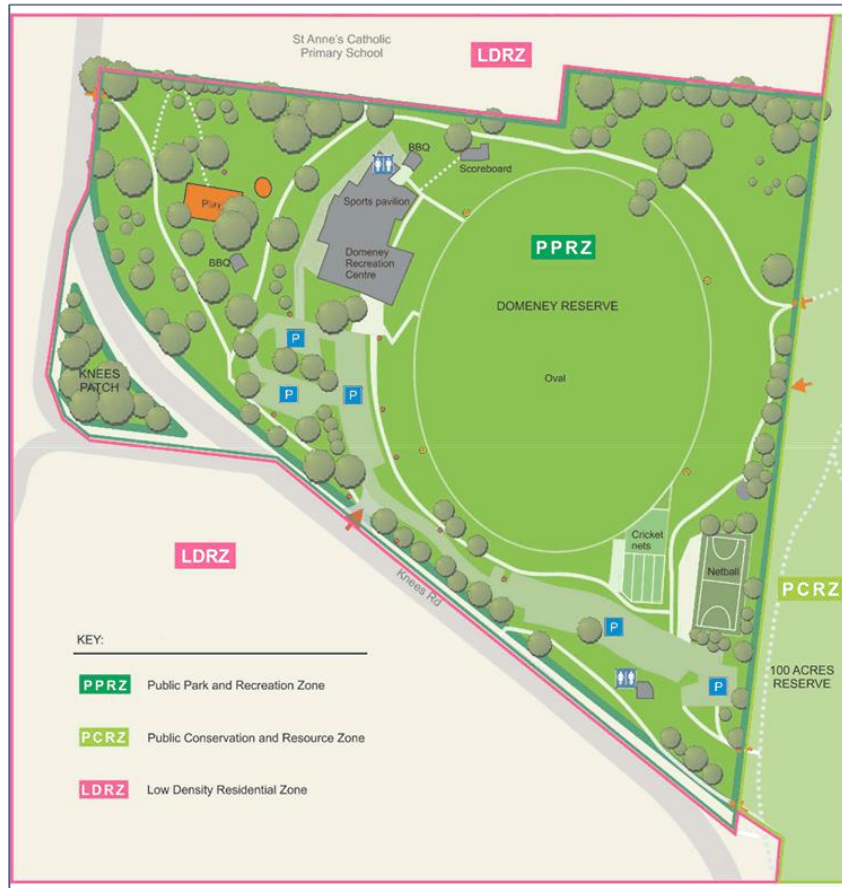 St Anne's Catholic
Primary School
LDRZ
BBQ
Scoreboard
Sports pavilion
Play
Domeney
Recreation
Centre
BBQ
PPRZ
DOMENEY RESERVE
Oval
P
P
P
KNEES
PATCH
Cricket
nets
Netball
LDRZ
Knees Rd
PCRZ
P
P
100 ACRES
RESERVE
KEY:
PPRZ Public Park and Recreation Zone
PCRZ Public Conservation and Resource Zone
LDRZ Low Density Residential Zone